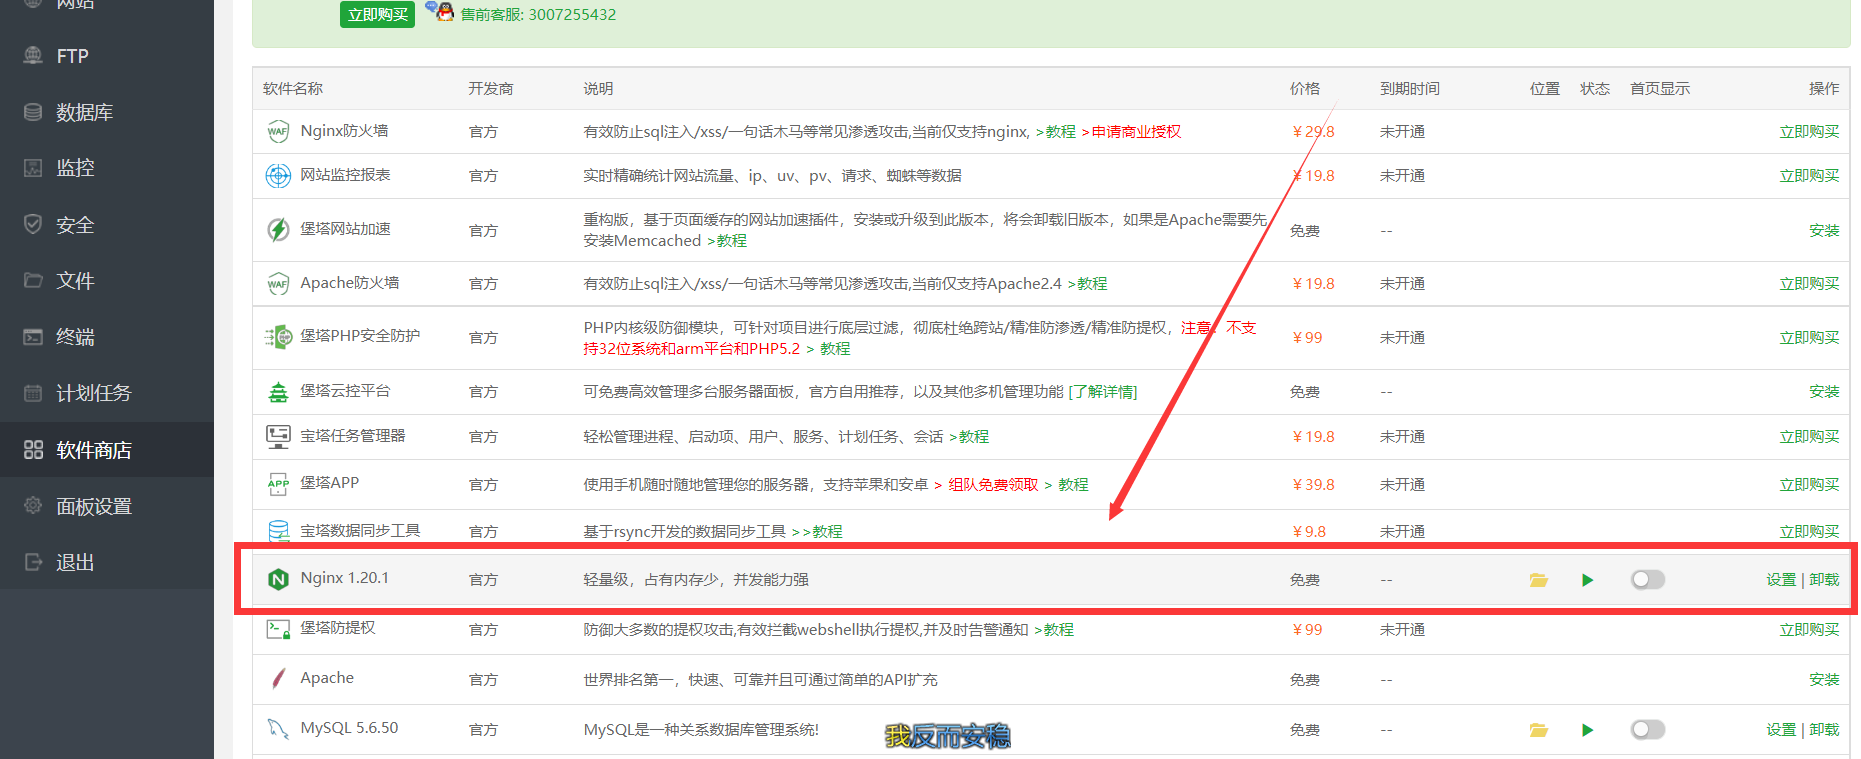 网站
立即购买 售前客服: 3007255432
FTP
数据库
监控
安全
文件
终端
计划任务
软件商店
面板设置
退出
软件名称 开发商 说明 价格 到期时间 位置 状态 首页显示 操作
Nginx防火墙 官方 有效防止sql注入/xss/一句话木马等常见渗透攻击,当前仅支持nginx, >教程 >申请商业授权 ￥29.8 未开通 立即购买
网站监控报表 官方 实时精确统计网站流量、ip、uv、pv、请求、蜘蛛等数据 ￥19.8 未开通 立即购买
堡塔网站加速 官方 重构版，基于页面缓存的网站加速插件，安装或升级到此版本，将会卸载旧版本，如果是Apache需要先
安装Memcached >教程 免费 -- 安装
Apache防火墙 官方 有效防止sql注入/xss/一句话木马等常见渗透攻击,当前仅支持Apache2.4 >教程 ￥19.8 未开通 立即购买
堡塔PHP安全防护 官方 PHP内核级防御模块，可针对项目进行底层过滤，彻底杜绝跨站/精准防渗透/精准防提权，注意：不支
持32位系统和arm平台和PHP5.2 > 教程 ￥99 未开通 立即购买
堡塔云控平台 官方 可免费高效管理多台服务器面板，官方自用推荐，以及其他多机管理功能 [了解详情] 免费 -- 安装
宝塔任务管理器 官方 轻松管理进程、启动项、用户、服务、计划任务、会话 >教程 ￥19.8 未开通 立即购买
堡塔APP 官方 使用手机随时随地管理您的服务器，支持苹果和安卓 > 组队免费领取 > 教程 ￥39.8 未开通 立即购买
宝塔数据同步工具 官方 基于rsync开发的数据同步工具 >>教程 ￥9.8 未开通 立即购买
Nginx 1.20.1 官方 轻量级，占有内存少，并发能力强 免费 -- 设置 | 卸载
堡塔防提权 官方 防御大多数的提权攻击,有效拦截webshell执行提权,并及时告警通知 >教程 ￥99 未开通 立即购买
Apache 官方 世界排名第一，快速、可靠并且可通过简单的API扩充 免费 -- 安装
MySQL 5.6.50 官方 MySQL是一种关系数据库管理系统! 免费 -- 设置 | 卸载
我反而安稳